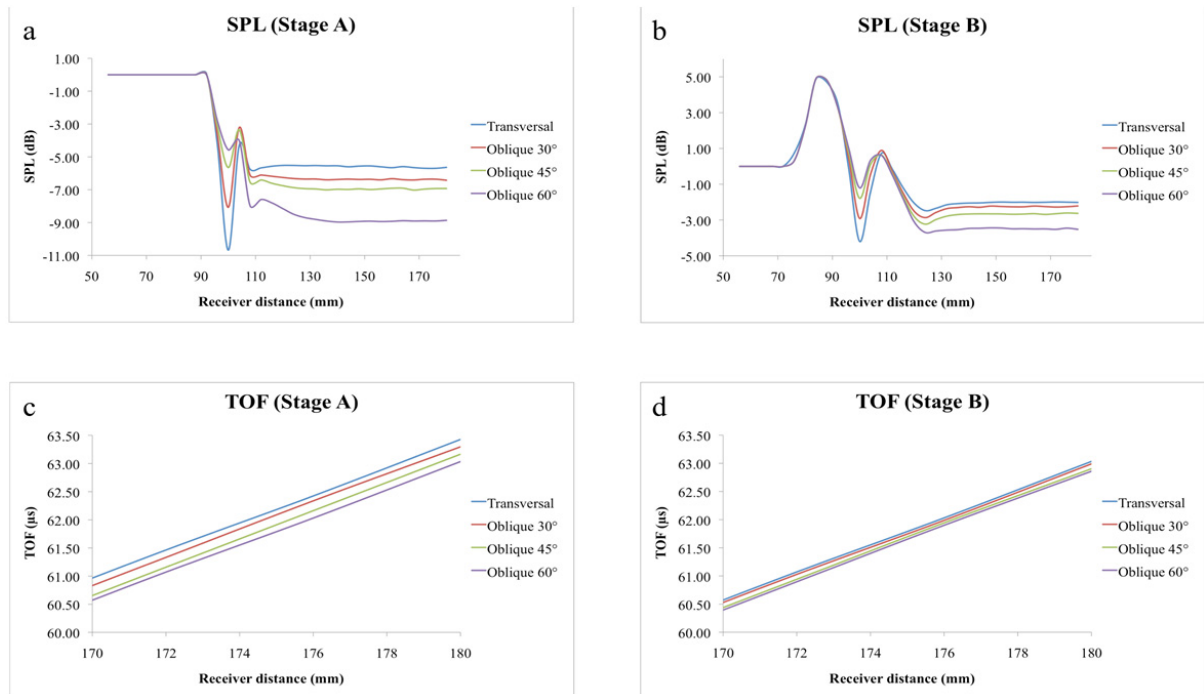 a
SPL (Stage A)
1.00
-1.00
-3.00
-5.00
-7.00
-9.00
-11.00
SPL (dB)
50 70 90 110 130 150 170
Receiver distance (mm)
Transversal
Oblique 30°
Oblique 45°
Oblique 60°
b
SPL (Stage B)
5.00
3.00
1.00
-1.00
-3.00
-5.00
SPL (dB)
50 70 90 110 130 150 170
Receiver distance (mm)
Transversal
Oblique 30°
Oblique 45°
Oblique 60°
c
TOF (Stage A)
63.50
63.00
62.50
62.00
61.50
61.00
60.50
60.00
TOF (µs)
170 172 174 176 178 180
Receiver distance (mm)
Transversal
Oblique 30°
Oblique 45°
Oblique 60°
d
TOF (Stage B)
63.50
63.00
62.50
62.00
61.50
61.00
60.50
60.00
TOF (µs)
170 172 174 176 178 180
Receiver distance (mm)
Transversal
Oblique 30°
Oblique 45°
Oblique 60°